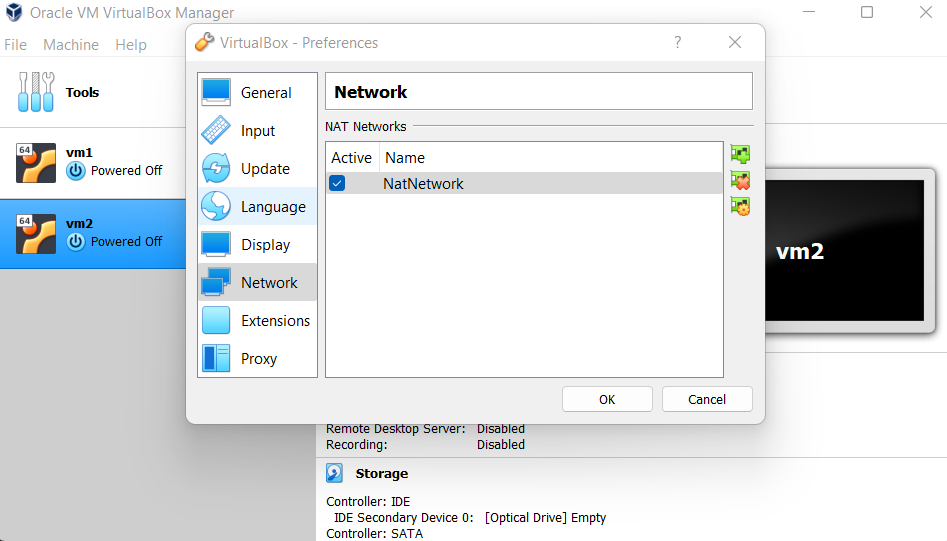 Oracle VM VirtualBox Manager
File Machine Help
Tools
64
vm1
Powered Off
64
vm2
Powered Off
VirtualBox - Preferences
?
General
Input
Update
Language
Display
Network
Extensions
Proxy
Network
NAT Networks
Active Name
NatNetwork
OK Cancel
vm2
Remote Desktop Server: Disabled
Recording: Disabled
Storage
Controller: IDE
IDE Secondary Device 0: [Optical Drive] Empty
Controller: SATA